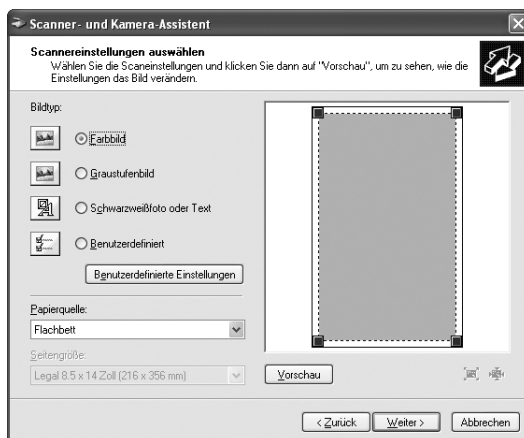 Scanner- und Kamera-Assistent
Scannereinstellungen auswählen
Wählen Sie die Scaneinstellungen und klicken Sie dann auf "Vorschau", um zu sehen, wie die
Einstellungen das Bild verändern.
Bildtyp:
Farbbild
Graustufenbild
Schwarzweißfoto oder Text
Benutzerdefiniert
Benutzerdefinierte Einstellungen
Papierquelle:
Flachbett
Seitengröße:
Legal 8.5 x 14 Zoll (216 x 356 mm)
Vorschau
< Zurück
Weiter >
Abbrechen